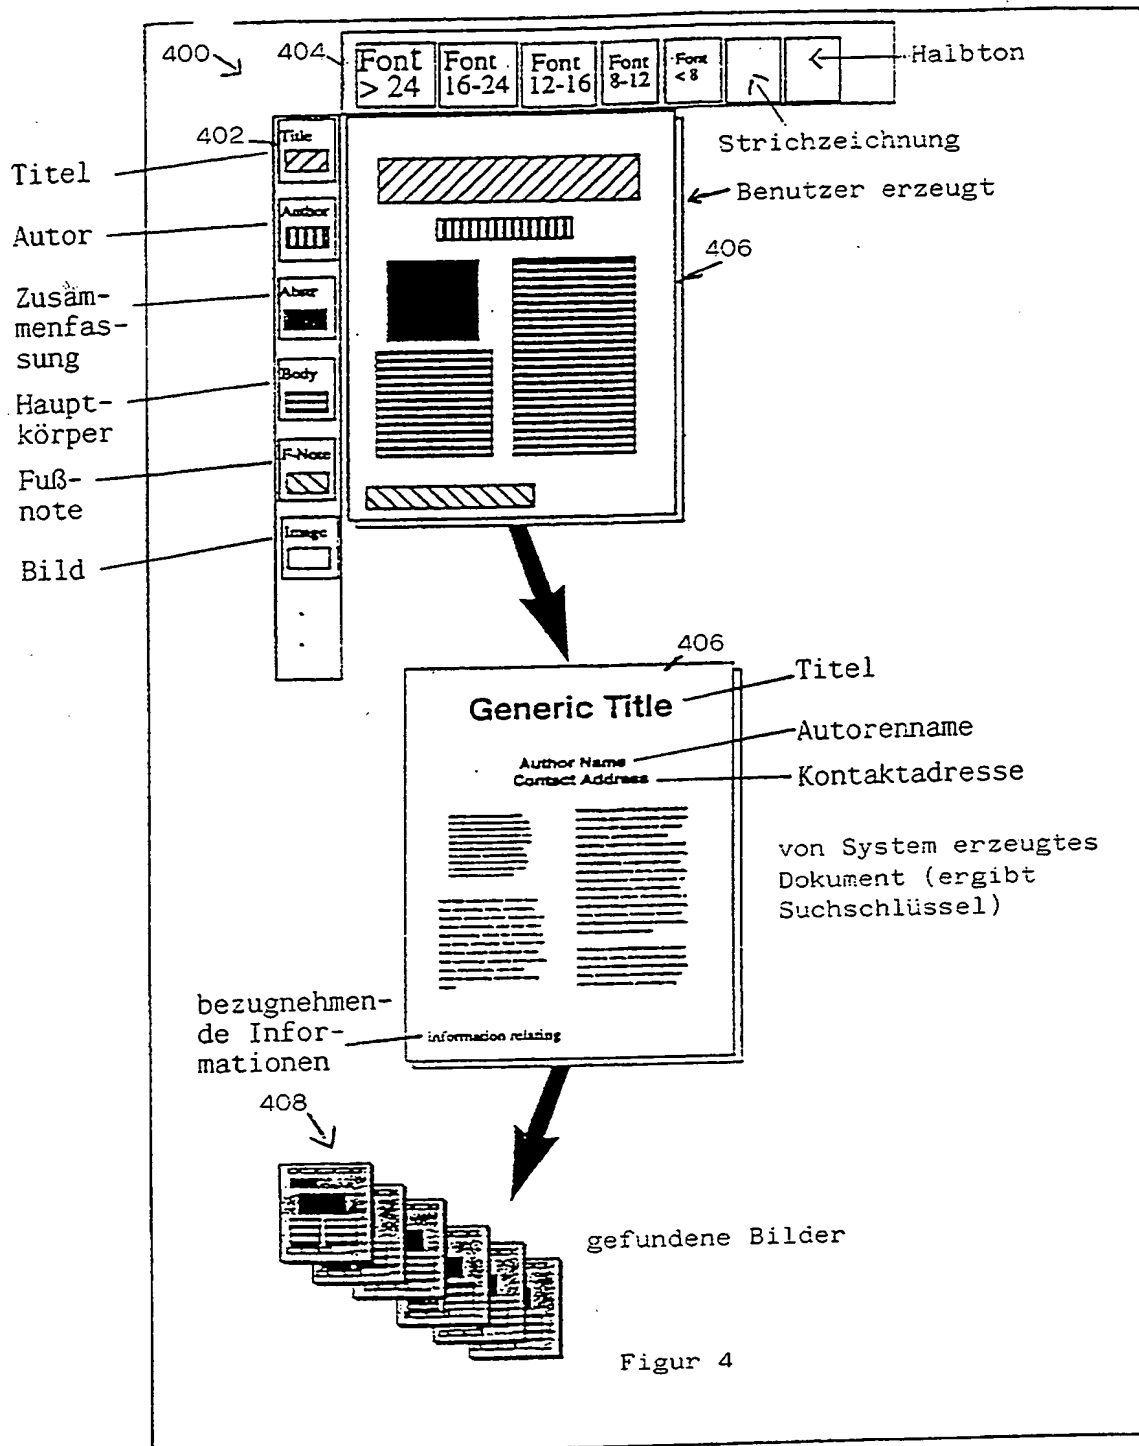 400
404
Font
> 24
Font
16-24
Font
12-16
Font
8-12
Font
< 8
Halbton
Strichzeichnung
402
Title
Titel
Benutzer erzeugt
Author
Autor
406
Abstr
Zusammenfas-
sung
Body
Haupt-
körper
F-Note
Fuß-
note
Image
Bild
406
Generic Title
Titel
Author Name
Autorenname
Contact Address
Kontaktadresse
von System erzeugtes
Dokument (ergibt
Suchschlüssel)
bezugnehmen-
de Infor-
mationen
information relating
408
gefundene Bilder
Figur 4